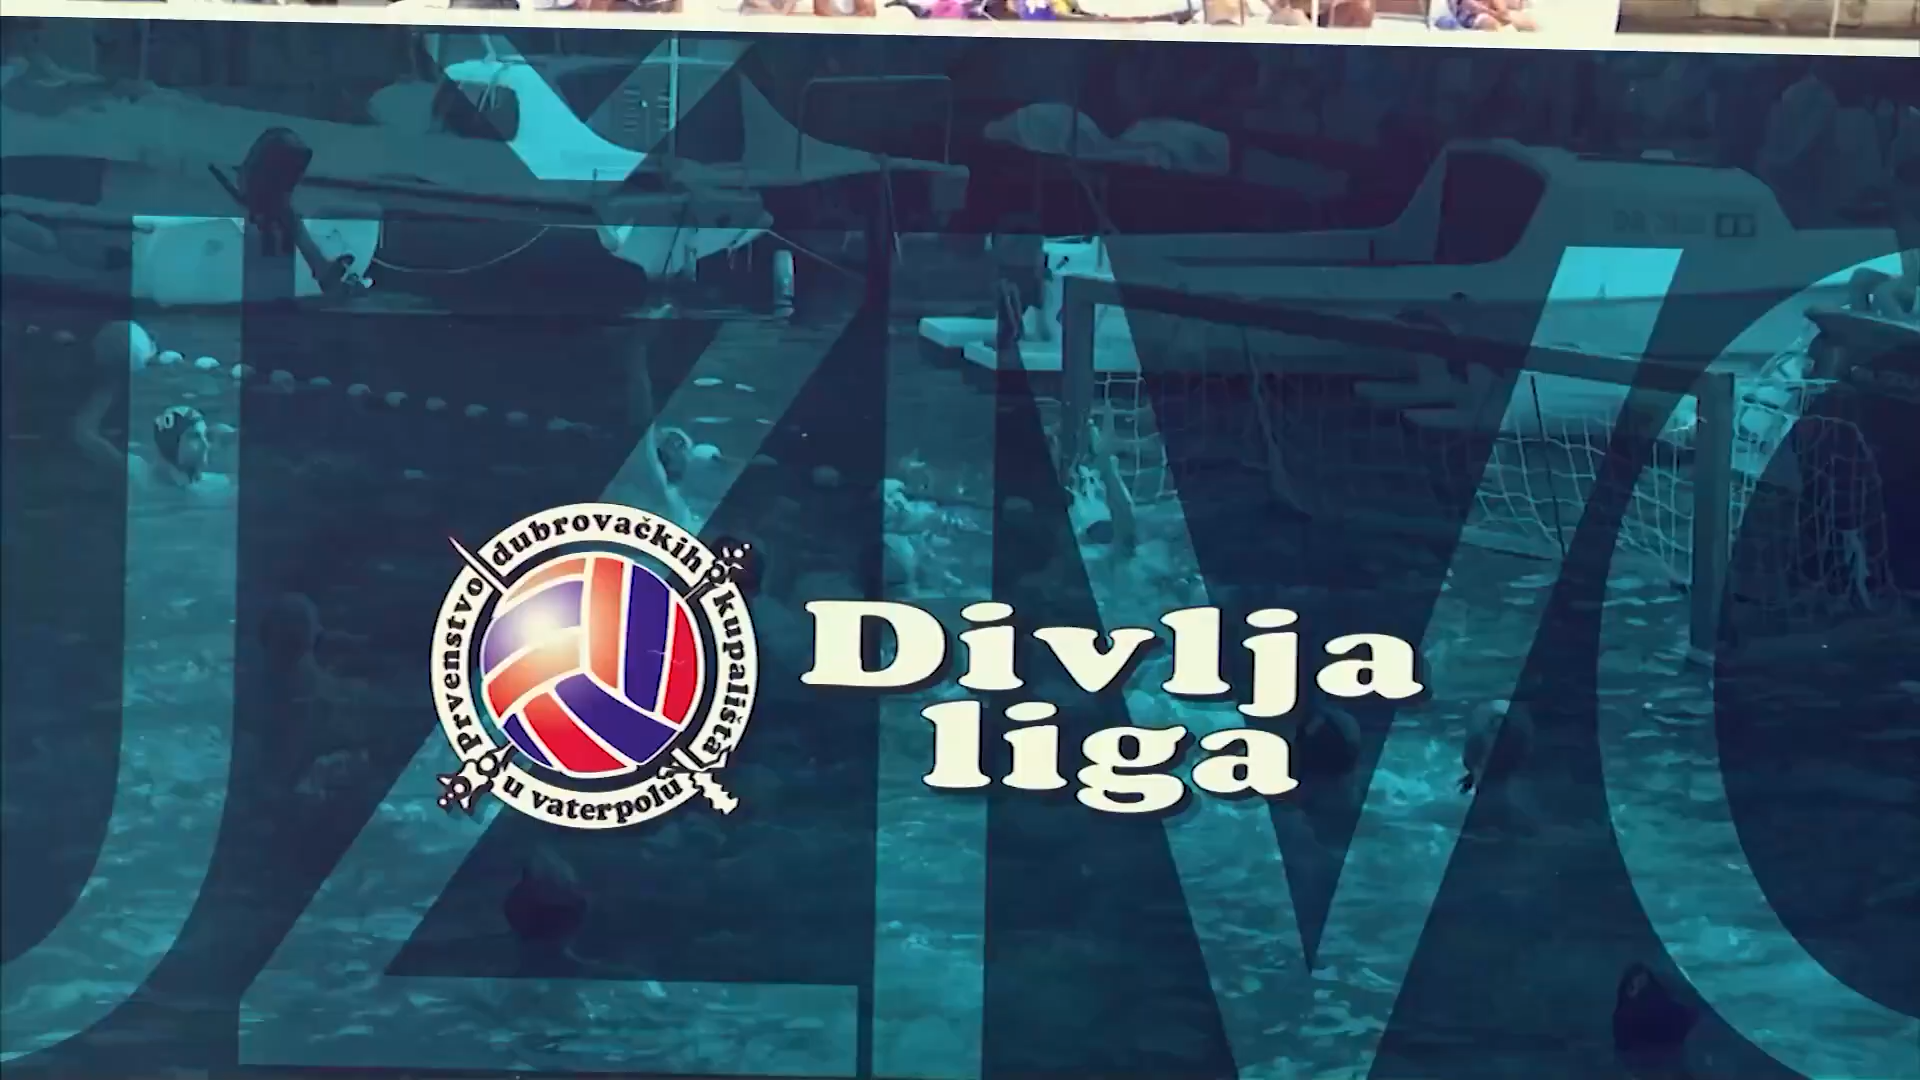 Prvenstvo dubrovačkih kupališta
u vaterpolu
Divlja
liga